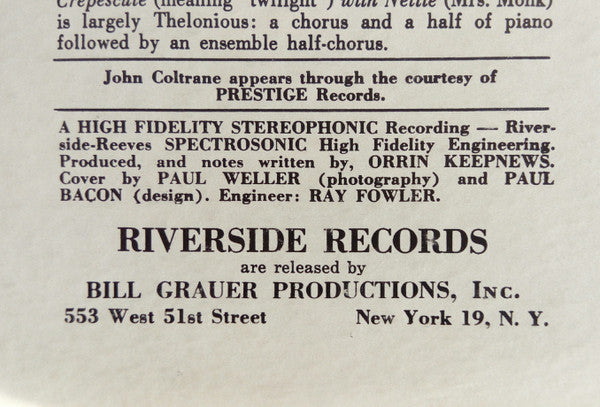 Crepescule (meaning "twilight") with Nellie (Mrs. Monk)
is largely Thelonious: a chorus and a half of piano
followed by an ensemble half-chorus.
John Coltrane appears through the courtesy of
PRESTIGE Records.
A HIGH FIDELITY STEREOPHONIC Recording — River-
side-Reeves SPECTROSONIC High Fidelity Engineering.
Produced, and notes written by, ORRIN KEEPNEWS.
Cover by PAUL WELLER (photography) and PAUL
BACON (design). Engineer: RAY FOWLER.
RIVERSIDE RECORDS
are released by
BILL GRAUER PRODUCTIONS, INC.
553 West 51st Street New York 19, N. Y.